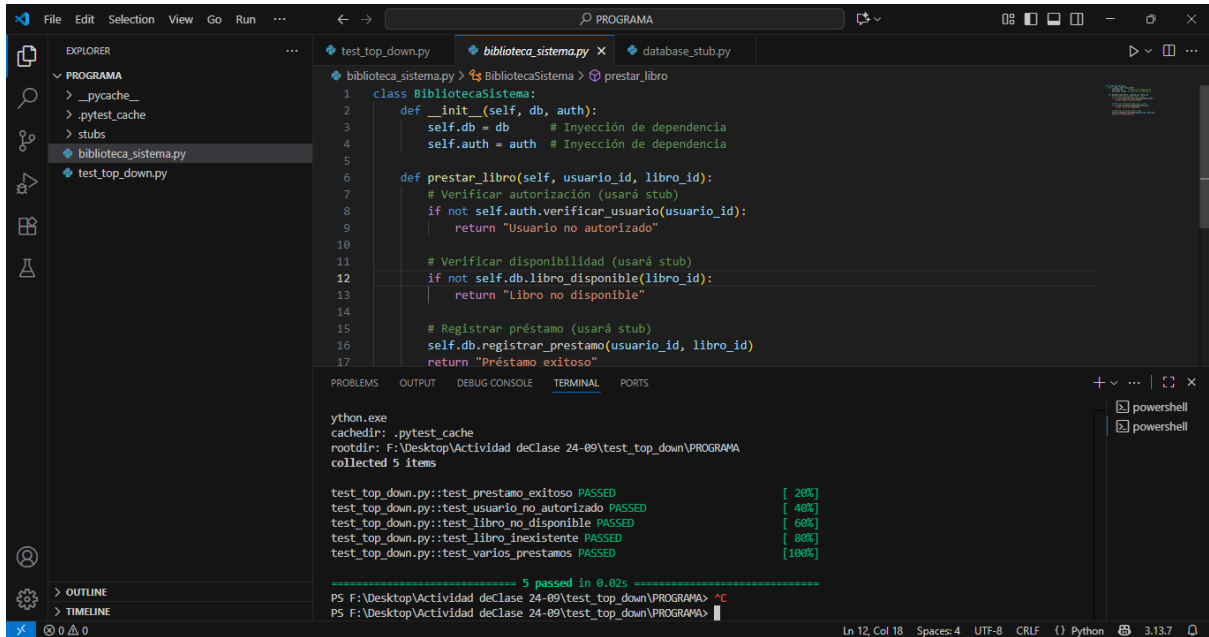 File Edit Selection View Go Run ...
PROGRAMA
EXPLORER
PROGRAMA
__pycache__
.pytest_cache
stubs
biblioteca_sistema.py
test_top_down.py
OUTLINE
TIMELINE
test_top_down.py biblioteca_sistema.py database_stub.py
biblioteca_sistema.py > BibliotecaSistema > prestar_libro
1 class BibliotecaSistema:
2 def __init__(self, db, auth):
3 self.db = db # Inyección de dependencia
4 self.auth = auth # Inyección de dependencia
5
6 def prestar_libro(self, usuario_id, libro_id):
7 # Verificar autorización (usará stub)
8 if not self.auth.verificar_usuario(usuario_id):
9 return "Usuario no autorizado"
10
11 # Verificar disponibilidad (usará stub)
12 if not self.db.libro_disponible(libro_id):
13 return "Libro no disponible"
14
15 # Registrar préstamo (usará stub)
16 self.db.registrar_prestamo(usuario_id, libro_id)
17 return "Préstamo exitoso"
PROBLEMS OUTPUT DEBUG CONSOLE TERMINAL PORTS
powershell
powershell
ython.exe
cachedir: .pytest_cache
rootdir: F:\Desktop\Actividad deClase 24-09\test_top_down\PROGRAMA
collected 5 items
test_top_down.py::test_prestamo_exitoso PASSED [ 20%]
test_top_down.py::test_usuario_no_autorizado PASSED [ 40%]
test_top_down.py::test_libro_no_disponible PASSED [ 60%]
test_top_down.py::test_libro_inexistente PASSED [ 80%]
test_top_down.py::test_varios_prestamos PASSED [100%]
============================== 5 passed in 0.02s ==============================
PS F:\Desktop\Actividad deClase 24-09\test_top_down\PROGRAMA> ^C
PS F:\Desktop\Actividad deClase 24-09\test_top_down\PROGRAMA>
0 0 Ln 12, Col 18 Spaces: 4 UTF-8 CRLF {} Python 3.13.7